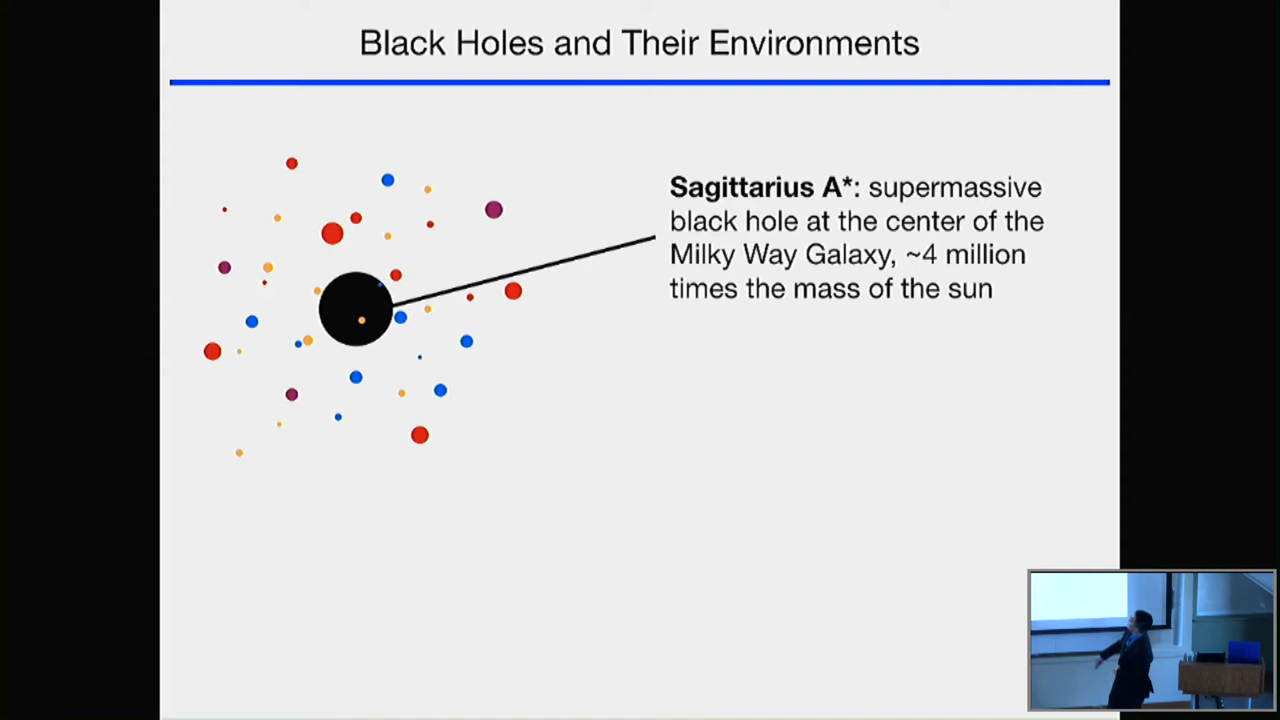 Black Holes and Their Environments
Sagittarius A*: supermassive
black hole at the center of the
Milky Way Galaxy, ~4 million
times the mass of the sun